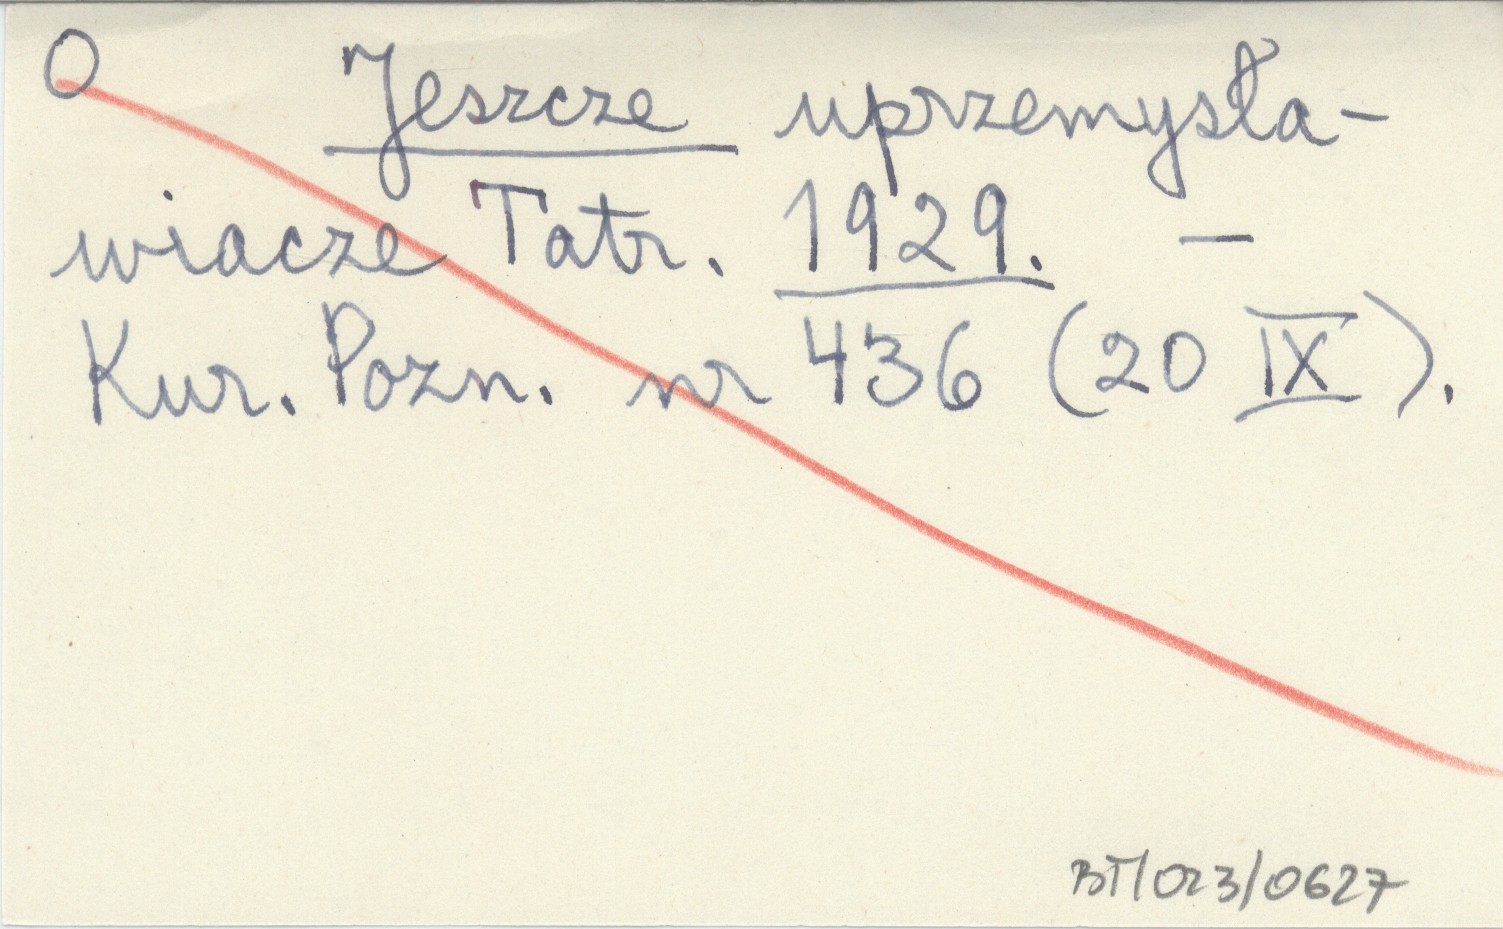 O Jeszcze uprzemysła-
wiacze Tatr. 1929. —
Kur. Pozn. nr 436 (20 IX).
BT/023/0627